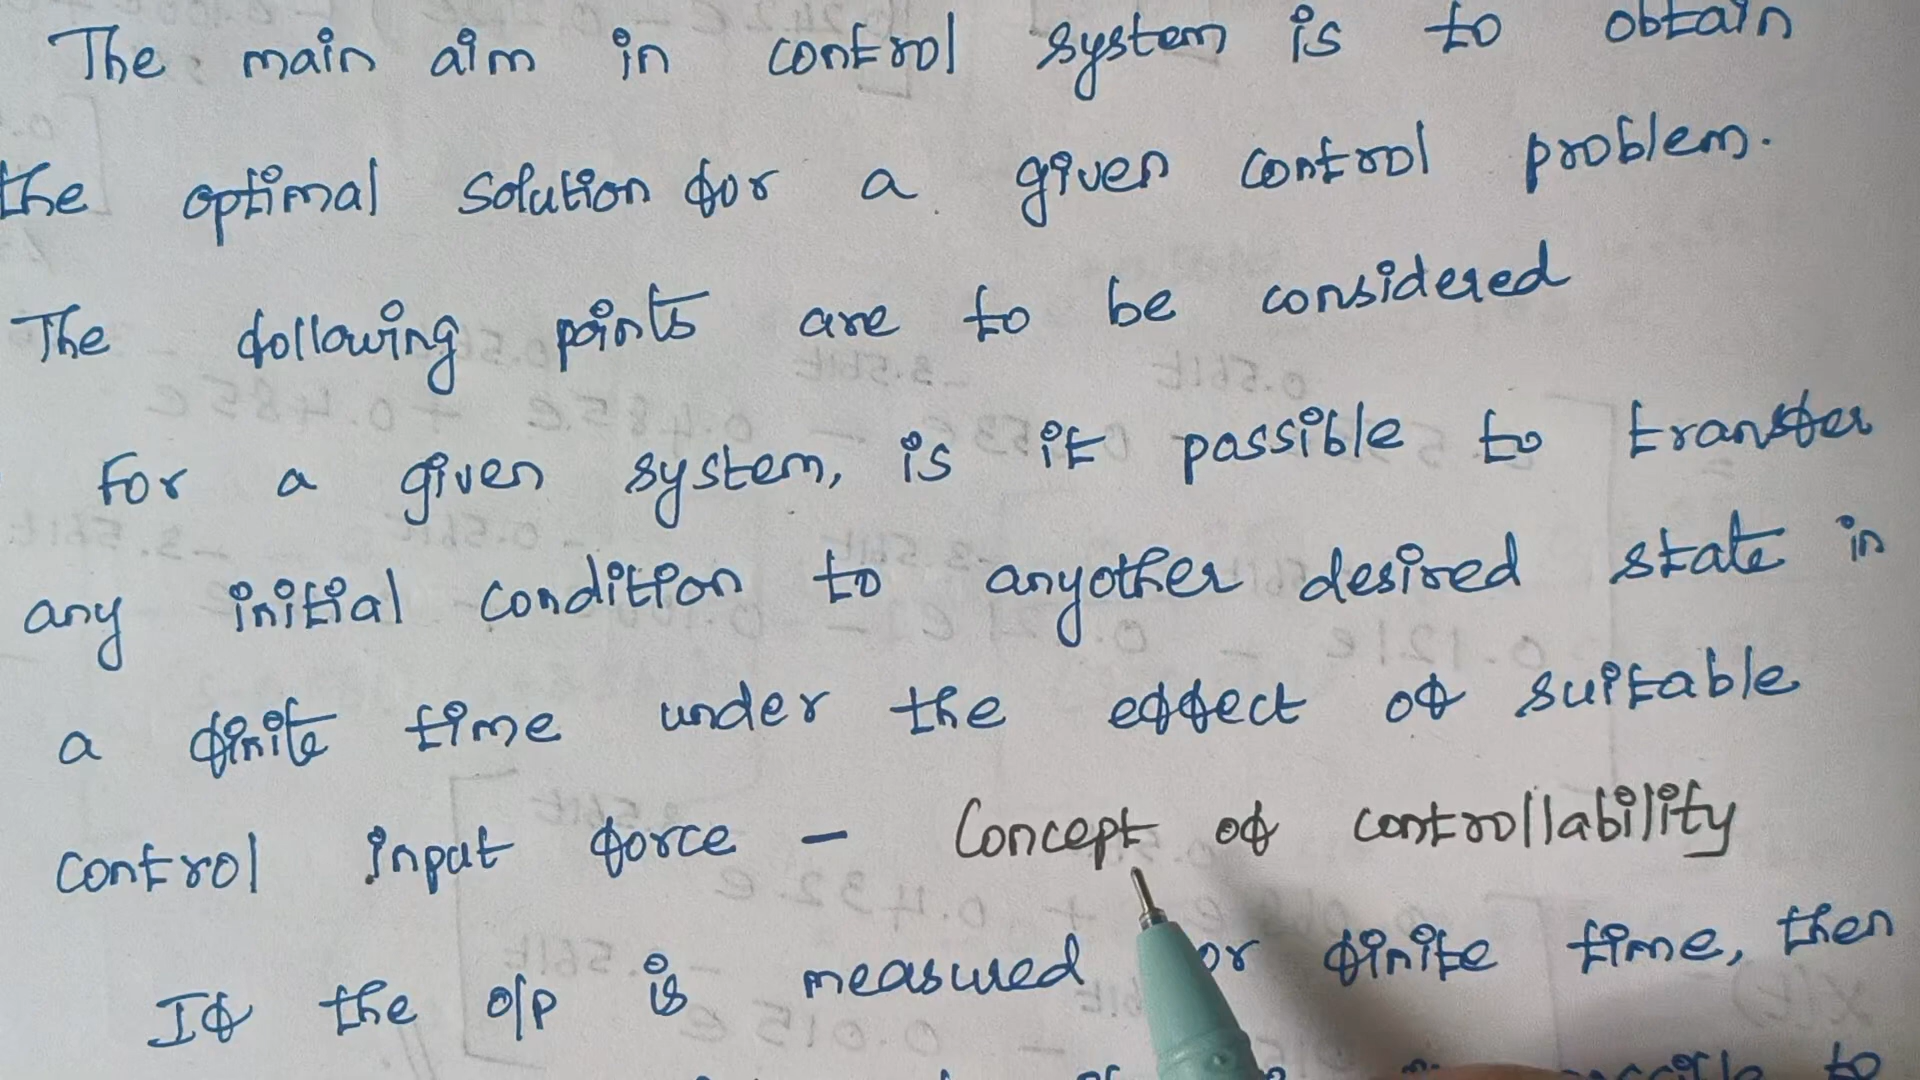 The main aim in control system is to obtain
the optimal solution for a given control problem.
The following points are to be considered
For a given system, is it possible to transfer
any initial condition to anyother desired state in
a finite time under the effect of suitable
control input force - Concept of controllability
If the o/p is measured for finite time, then
to